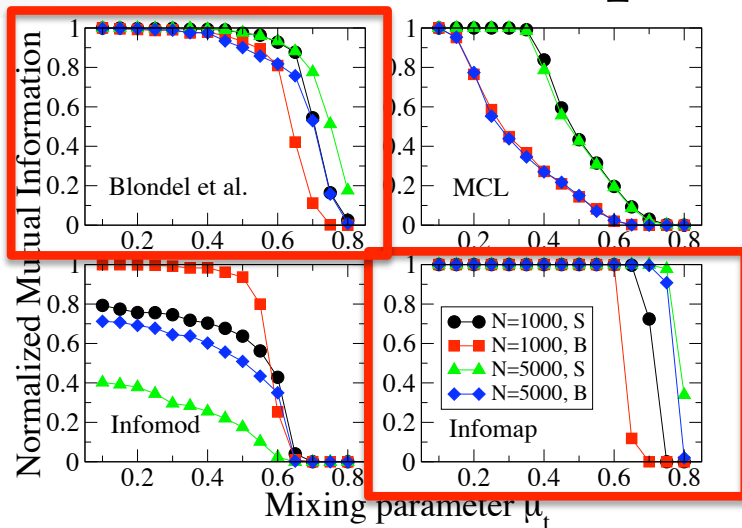 Normalized Mutual Information
1
0.8
0.6
0.4
0.2
0
Blondel et al.
0.2 0.4 0.6 0.8
1
0.8
0.6
0.4
0.2
0
MCL
0.2 0.4 0.6 0.8
1
0.8
0.6
0.4
0.2
0
Infomod
0.2 0.4 0.6 0.8
1
0.8
0.6
0.4
0.2
0
N=1000, S
N=1000, B
N=5000, S
N=5000, B
Infomap
0.2 0.4 0.6 0.8
Mixing parameter μt